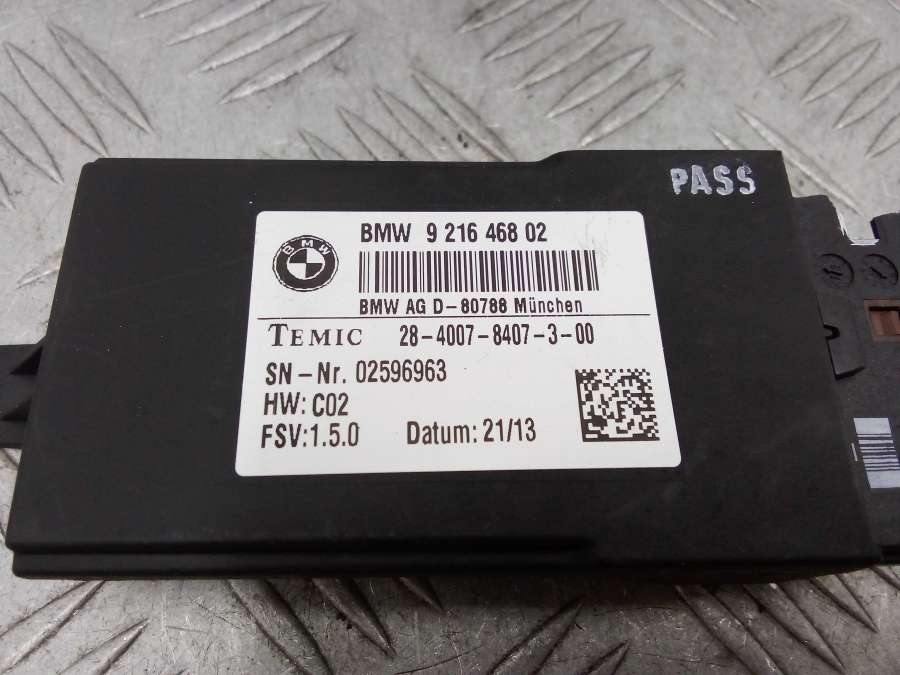 PASS
BMW 9 216 468 02
BMW
BMW AG D-80788 München
TEMIC 28-4007-8407-3-00
SN-Nr. 02596963
HW: C02
FSV:1.5.0 Datum: 21/13